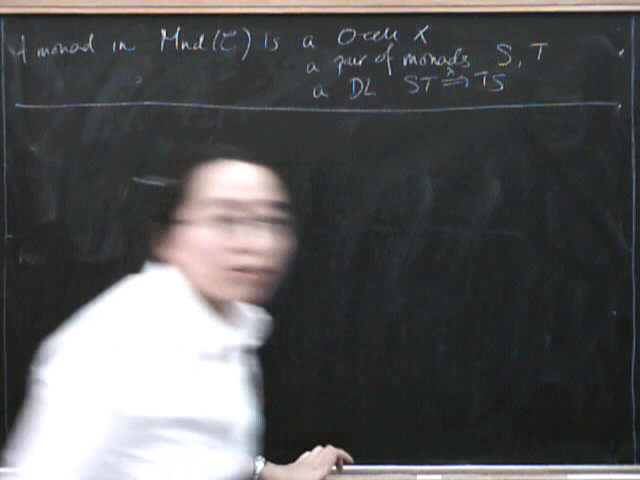 A monad in Mnd(C) is a 0-cell X
a pair of monads S, T
a DL ST λ⇒ TS